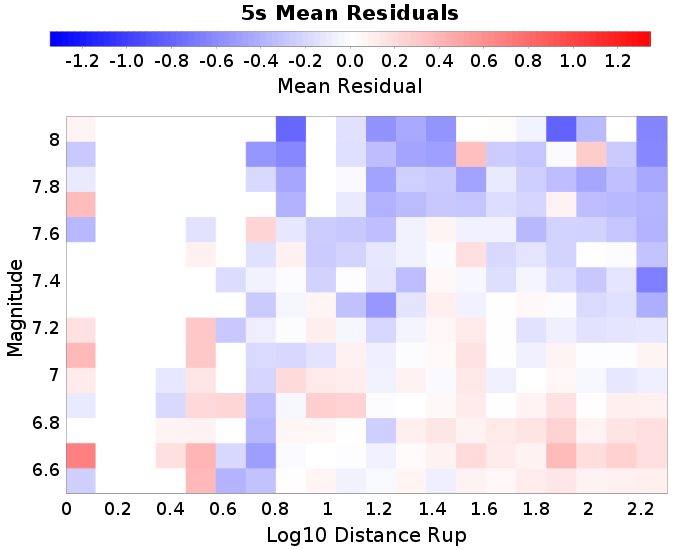 5s Mean Residuals
-1.2 -1.0 -0.8 -0.6 -0.4 -0.2 0.0 0.2 0.4 0.6 0.8 1.0 1.2
Mean Residual
8
7.8
7.6
7.4
7.2
7
6.8
6.6
Magnitude
0 0.2 0.4 0.6 0.8 1 1.2 1.4 1.6 1.8 2 2.2
Log10 Distance Rup